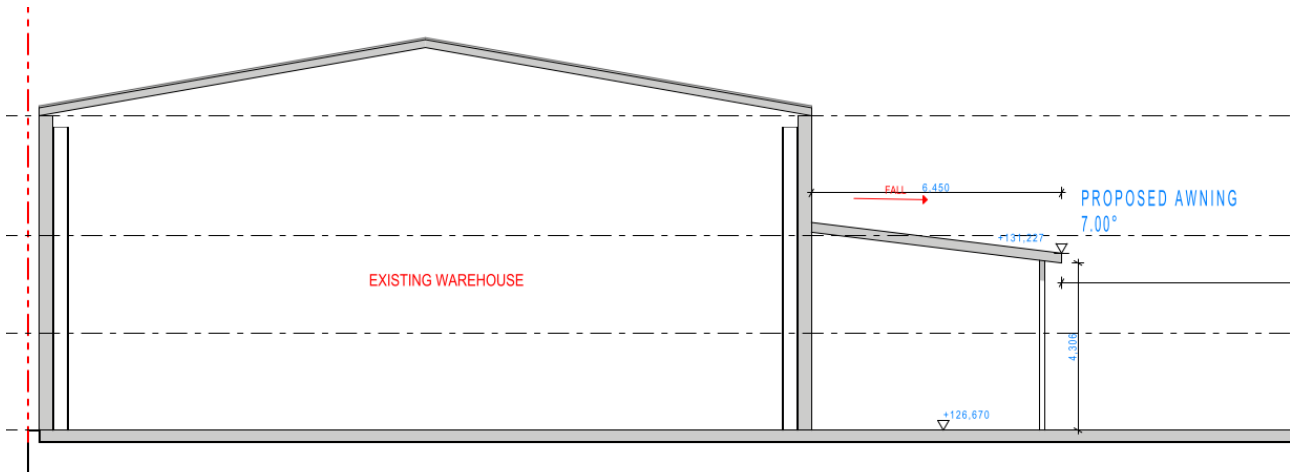 FALL 6.450
PROPOSED AWNING
7.00°
+131,227
EXISTING WAREHOUSE
4,306
+126,670